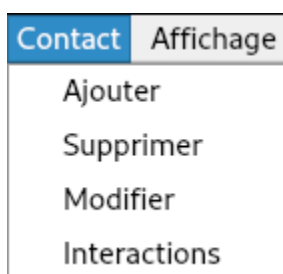 Contact Affichage
Ajouter
Supprimer
Modifier
Interactions